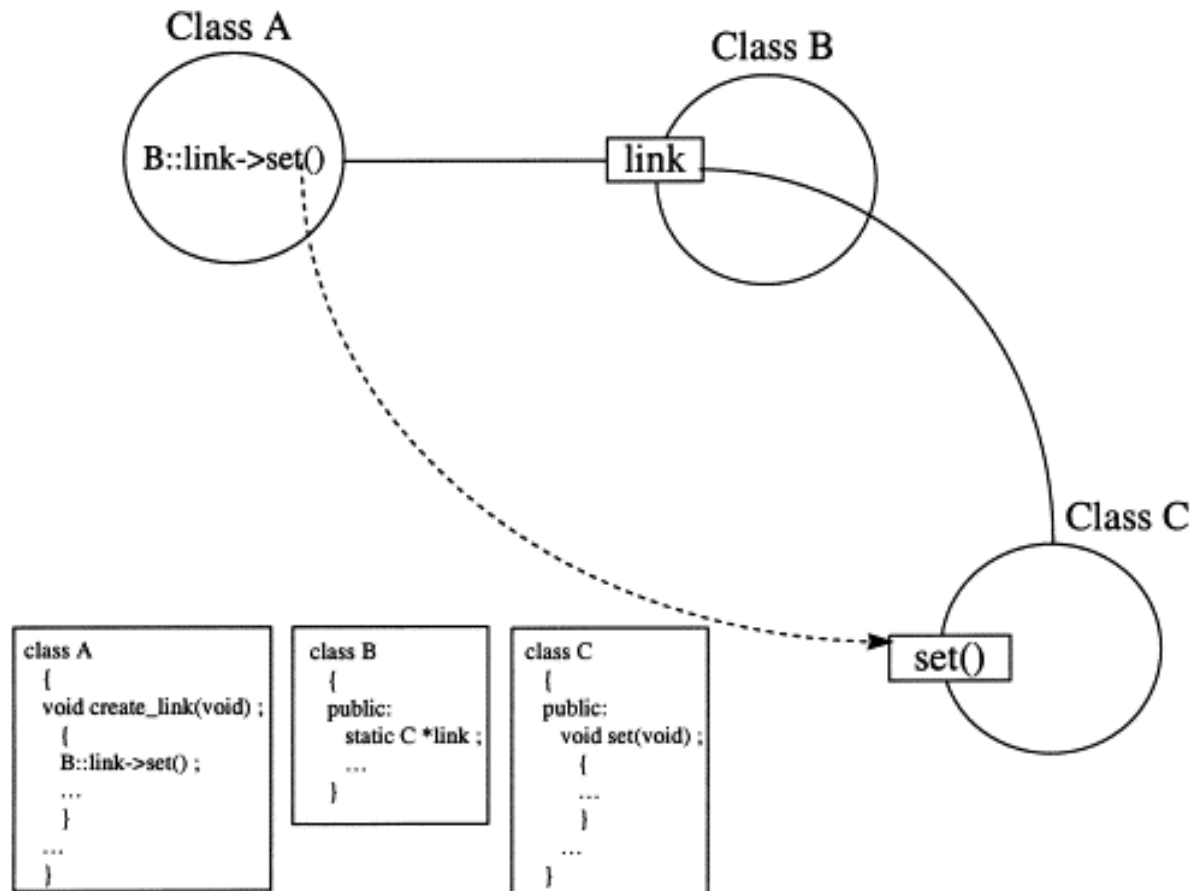 Class A
Class B
B::link->set()
link
Class C
set()
class A
{
void create_link(void) ;
{
B::link->set() ;
...
}
...
}
class B
{
public:
static C *link ;
...
}
class C
{
public:
void set(void) ;
{
...
}
...
}